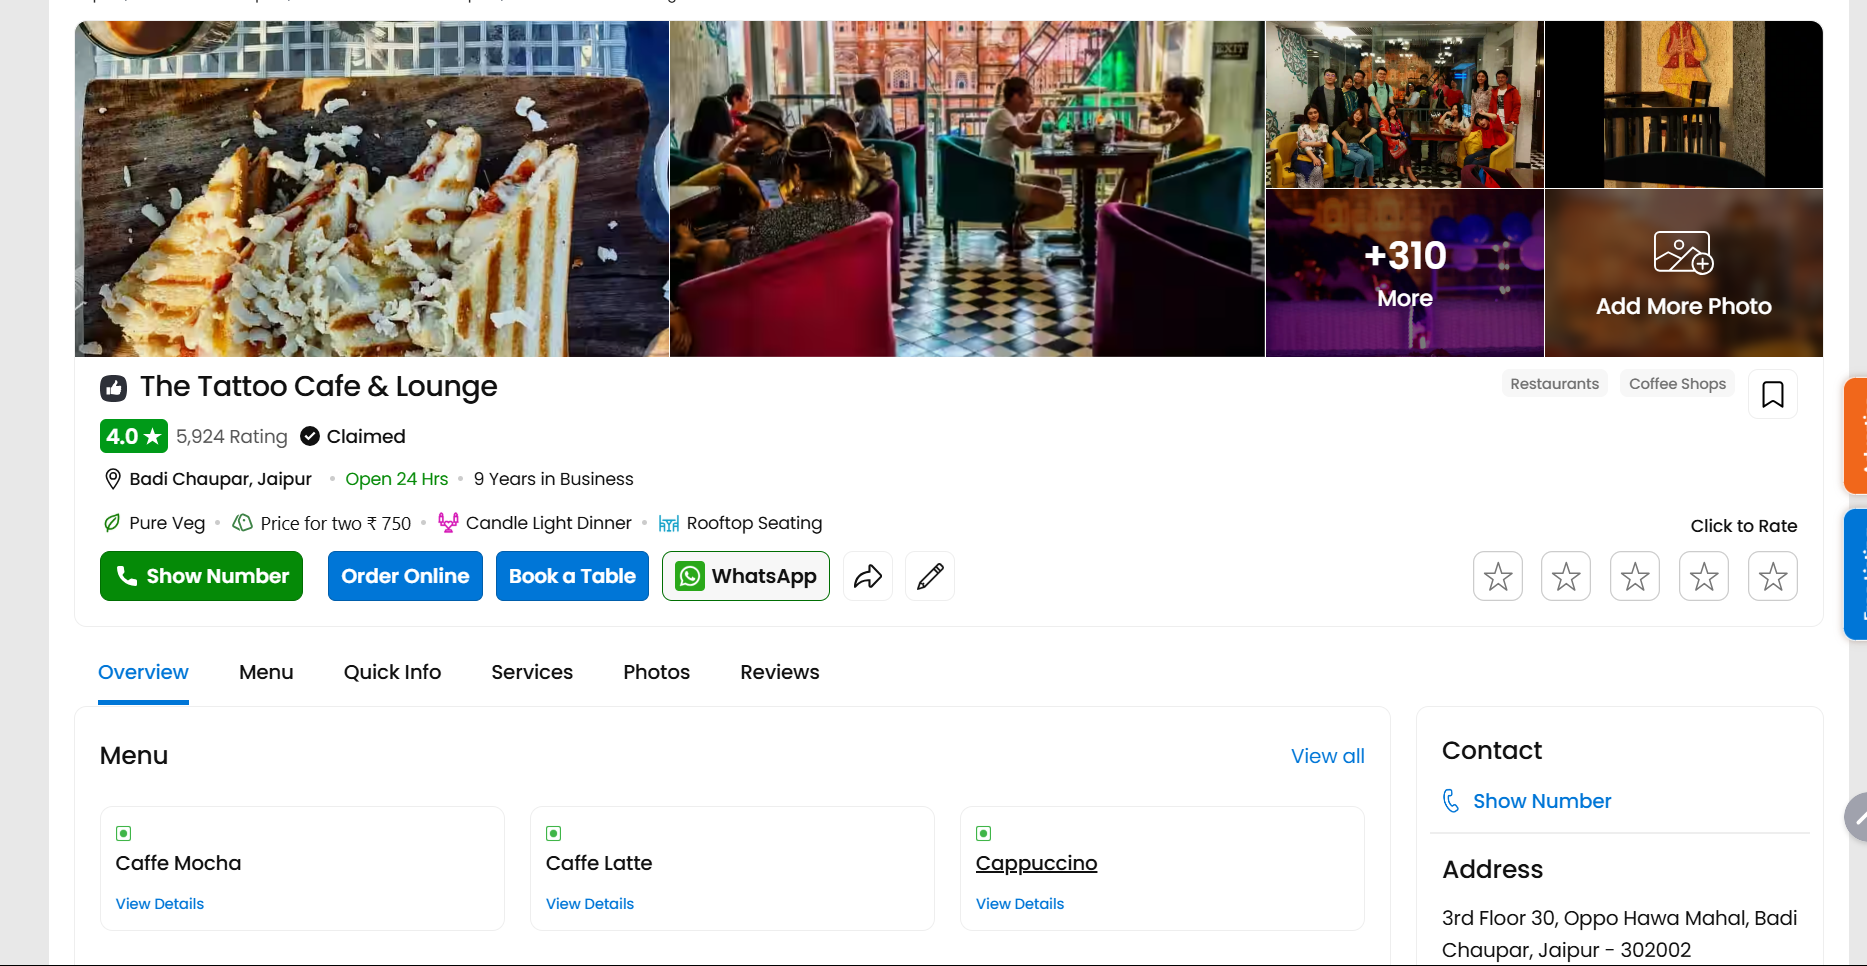 EXIT
+310
More
Add More Photo
The Tattoo Cafe & Lounge
Restaurants
Coffee Shops
4.0 ★ 5,924 Rating Claimed
Badi Chaupar, Jaipur • Open 24 Hrs • 9 Years in Business
Pure Veg • Price for two ₹ 750 • Candle Light Dinner • Rooftop Seating
Click to Rate
Show Number
Order Online
Book a Table
WhatsApp
Overview
Menu
Quick Info
Services
Photos
Reviews
Menu
View all
Caffe Mocha
View Details
Caffe Latte
View Details
Cappuccino
View Details
Contact
Show Number
Address
3rd Floor 30, Oppo Hawa Mahal, Badi
Chaupar, Jaipur - 302002